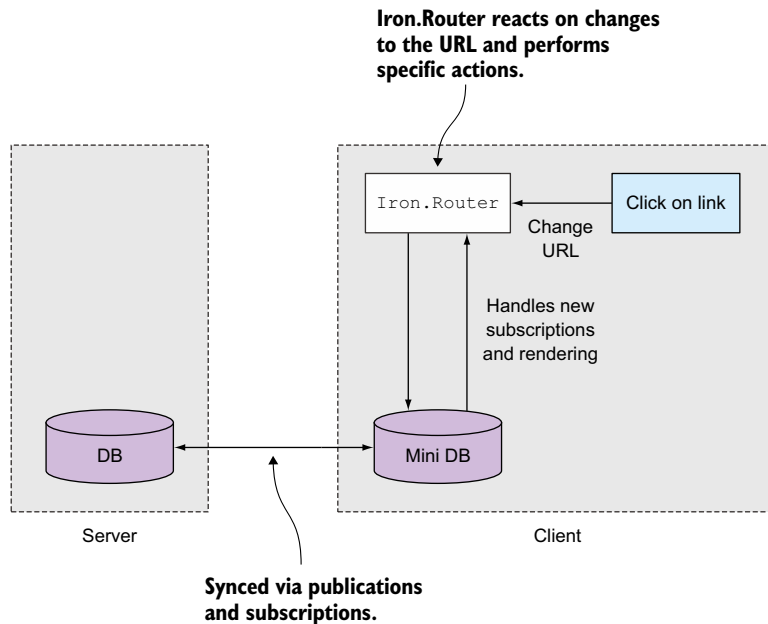 Iron.Router reacts on changes
to the URL and performs
specific actions.
Iron.Router
Click on link
Change
URL
Handles new
subscriptions
and rendering
DB
Mini DB
Server
Client
Synced via publications
and subscriptions.